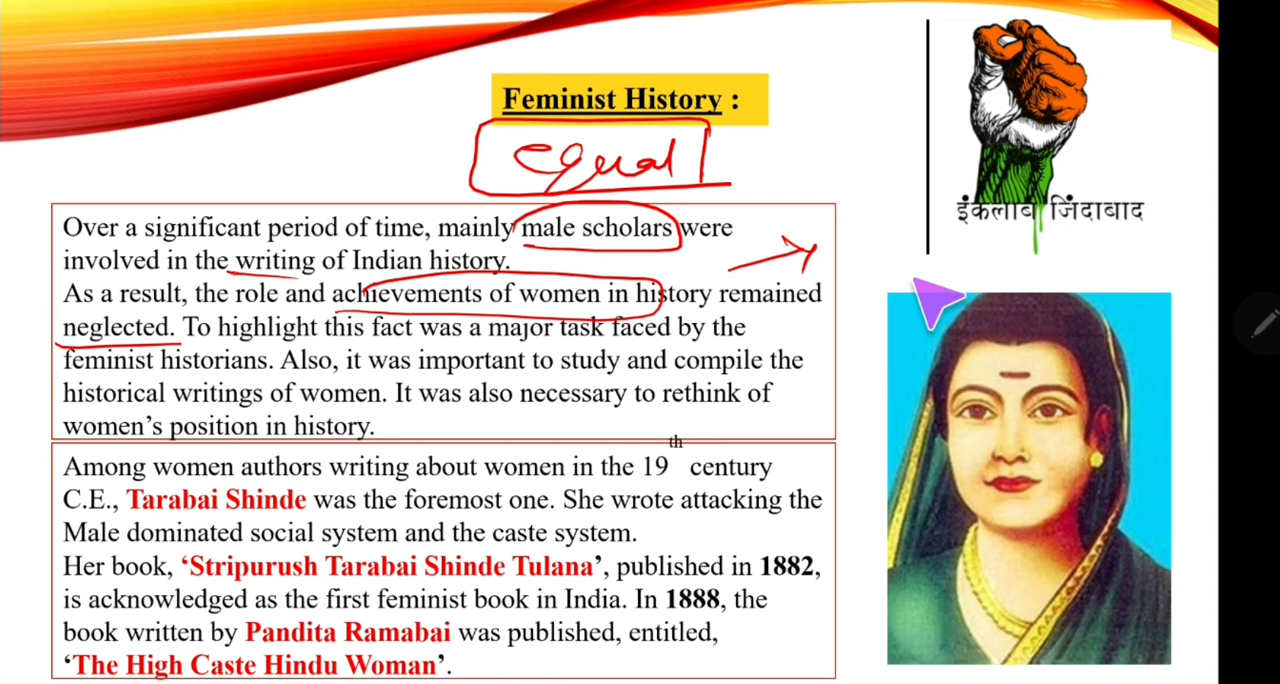 Feminist History :
equal
इंकलाब जिंदाबाद
Over a significant period of time, mainly male scholars were
involved in the writing of Indian history.
As a result, the role and achievements of women in history remained
neglected. To highlight this fact was a major task faced by the
feminist historians. Also, it was important to study and compile the
historical writings of women. It was also necessary to rethink of
women's position in history.
Among women authors writing about women in the 19th century
C.E., Tarabai Shinde was the foremost one. She wrote attacking the
Male dominated social system and the caste system.
Her book, ‘Stripurush Tarabai Shinde Tulana’, published in 1882,
is acknowledged as the first feminist book in India. In 1888, the
book written by Pandita Ramabai was published, entitled,
‘The High Caste Hindu Woman’.